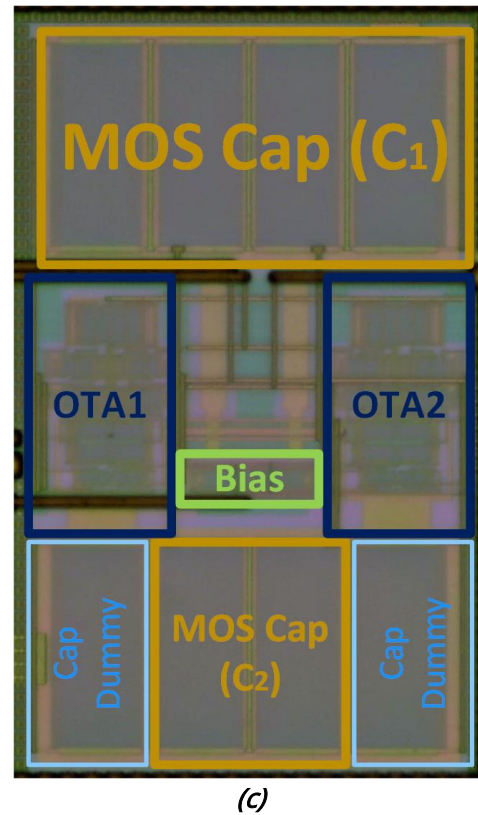 MOS Cap (C₁)
OTA1
OTA2
Bias
Cap
Dummy
MOS Cap
(C₂)
Cap
Dummy
(c)